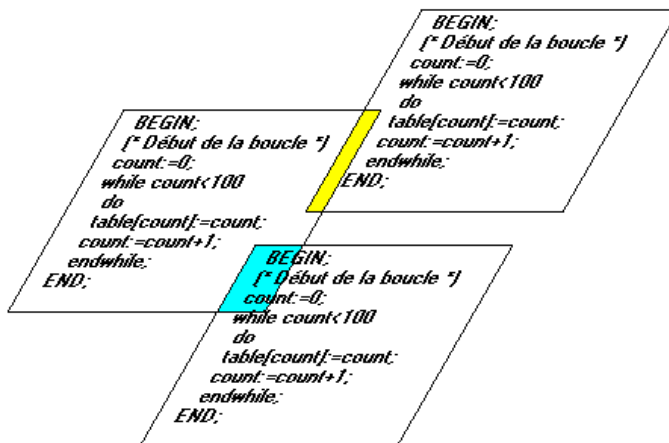 BEGIN;
{* Début de la boucle *}
count:=0;
while count<100
do
table[count]:=count;
count:=count+1;
endwhile;
END;
BEGIN;
{* Début de la boucle *}
count:=0;
while count<100
do
table[count]:=count;
count:=count+1;
endwhile;
END;
BEGIN;
{* Début de la boucle *}
count:=0;
while count<100
do
table[count]:=count;
count:=count+1;
endwhile;
END;